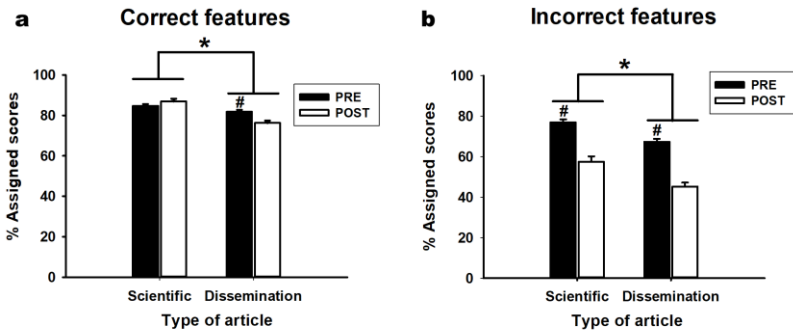 a
Correct features
*
% Assigned scores
100
80
60
40
20
0
#
PRE
POST
Scientific Dissemination
Type of article
b
Incorrect features
*
% Assigned scores
100
80
60
40
20
0
#
#
PRE
POST
Scientific Dissemination
Type of article